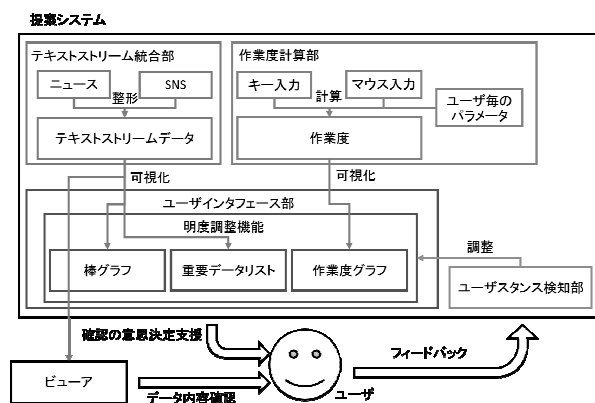 提案システム
テキストストリーム統合部
作業度計算部
ニュース
SNS
キー入力
マウス入力
整形
計算
ユーザ毎の
パラメータ
テキストストリームデータ
作業度
可視化
可視化
ユーザインタフェース部
明度調整機能
棒グラフ
重要データリスト
作業度グラフ
調整
ユーザスタンス検知部
確認の意思決定支援
フィードバック
ビューア
データ内容確認
ユーザ